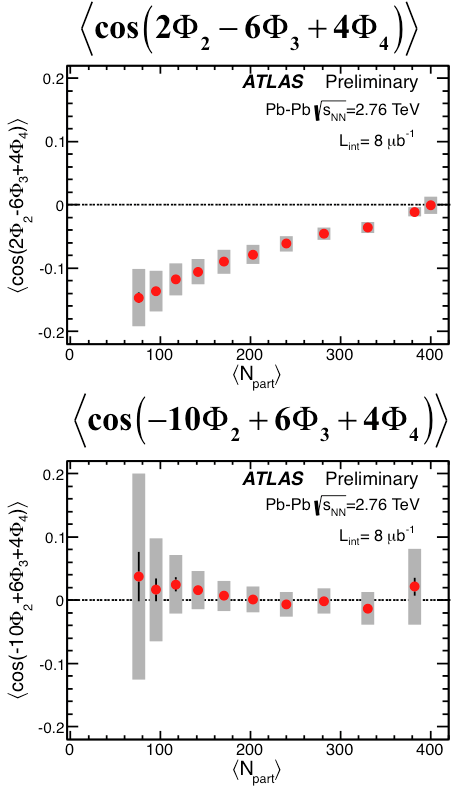 ⟨cos(2Φ₂ − 6Φ₃ + 4Φ₄)⟩
0.2
0.1
0
-0.1
-0.2
⟨cos(2Φ₂-6Φ₃+4Φ₄)⟩
ATLAS Preliminary
Pb-Pb √sNN=2.76 TeV
Lint= 8 μb⁻¹
0 100 200 300 400
⟨Npart⟩
⟨cos(−10Φ₂ + 6Φ₃ + 4Φ₄)⟩
0.2
0.1
0
-0.1
-0.2
⟨cos(-10Φ₂+6Φ₃+4Φ₄)⟩
ATLAS Preliminary
Pb-Pb √sNN=2.76 TeV
Lint= 8 μb⁻¹
0 100 200 300 400
⟨Npart⟩